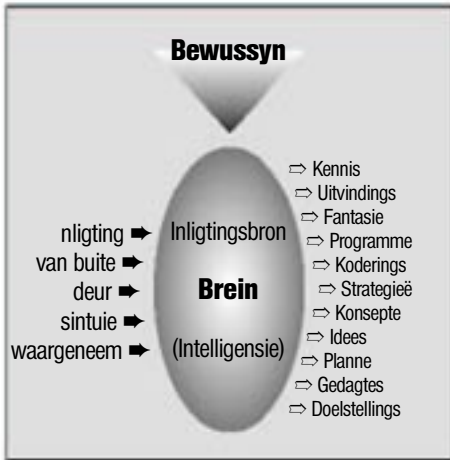 Bewussyn
nligting ➨
van buite ➨
deur ➨
sintuie ➨
waargeneem ➨
Inligtingsbron
Brein
(Intelligensie)
⇨ Kennis
⇨ Uitvindings
⇨ Fantasie
⇨ Programme
⇨ Koderings
⇨ Strategieë
⇨ Konsepte
⇨ Idees
⇨ Planne
⇨ Gedagtes
⇨ Doelstellings